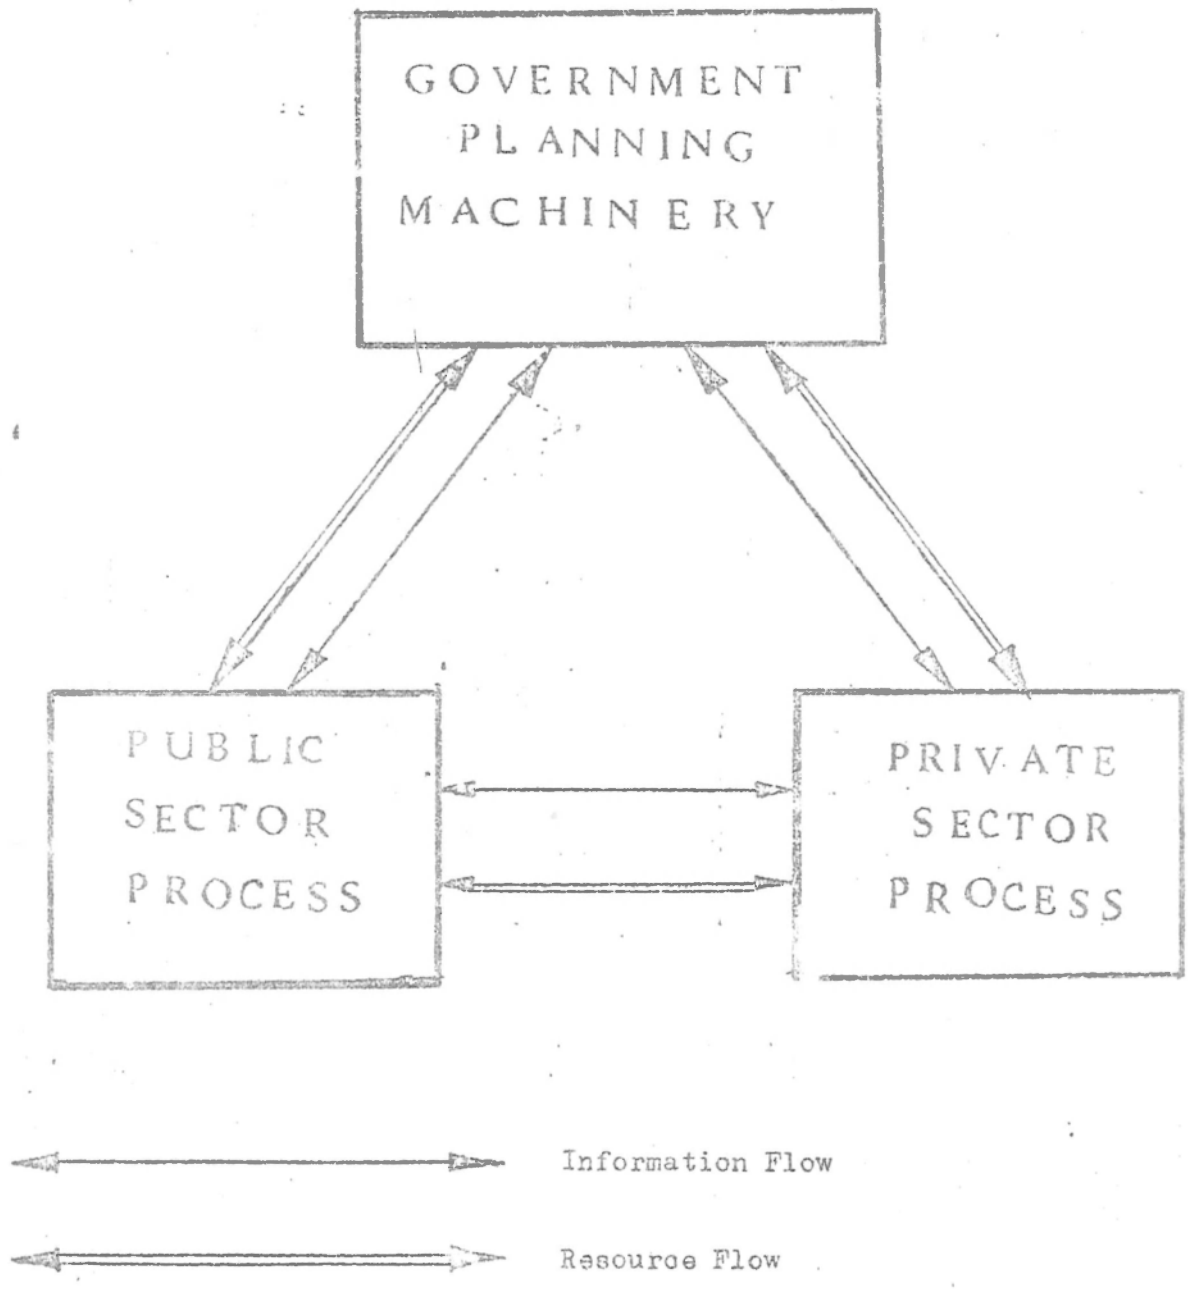 GOVERNMENT
PLANNING
MACHINERY
PUBLIC
SECTOR
PROCESS
PRIVATE
SECTOR
PROCESS
Information Flow
Resource Flow